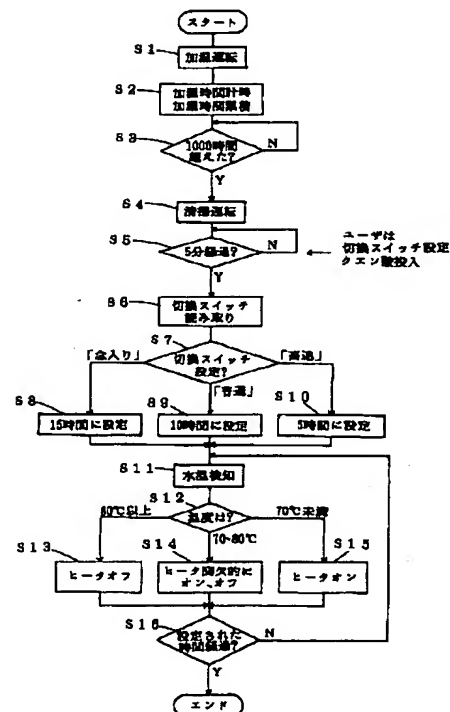 スタート
S1
加湿運転
S2
加湿時間計時
加湿時間累積
S3
1000時間
超えた?
N
Y
S4
清掃運転
S5
5分経過?
N
Y
ユーザは
切換スイッチ設定
クエン酸投入
S6
切換スイッチ
読み取り
S7
切換スイッチ
設定?
「念入り」
「普通」
「高速」
S8
15時間に設定
S9
10時間に設定
S10
5時間に設定
S11
水温検知
S12
温度は?
80℃以上
70~80℃
70℃未満
S13
ヒータオフ
S14
ヒータ間欠的に
オン、オフ
S15
ヒータオン
S16
設定された
時間経過?
N
Y
エンド